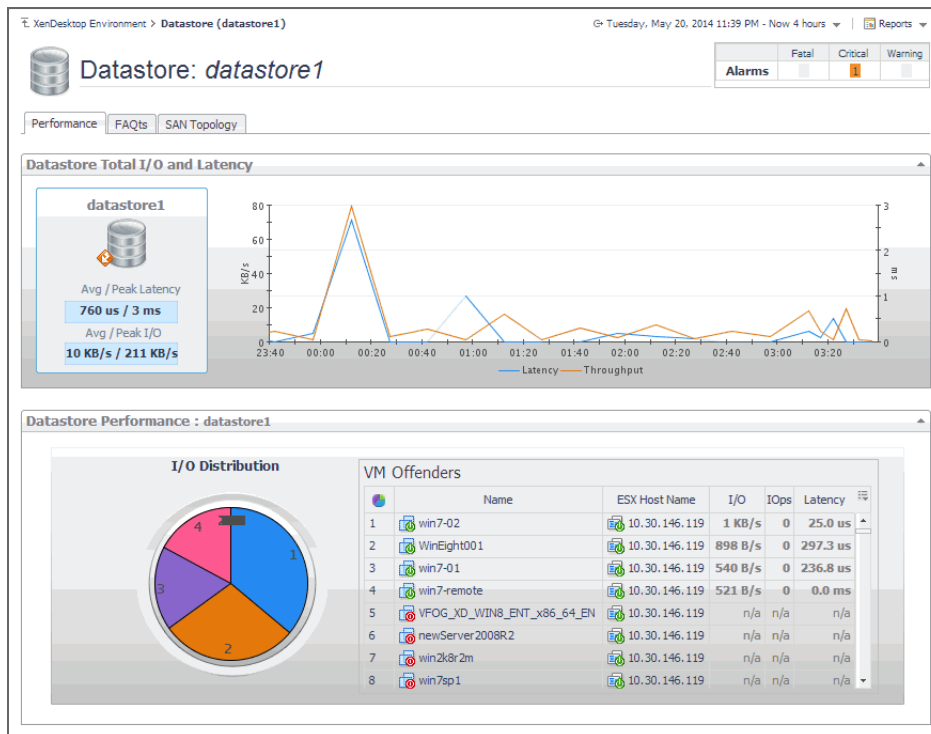 XenDesktop Environment > Datastore (datastore1)
Tuesday, May 20, 2014 11:39 PM - Now 4 hours
Reports
Datastore: datastore1
Fatal Critical Warning
Alarms 1
Performance FAQts SAN Topology
Datastore Total I/O and Latency
datastore1
Avg / Peak Latency
760 us / 3 ms
Avg / Peak I/O
10 KB/s / 211 KB/s
80
60
40
20
0
KB/s
3
2
1
0
ms
23:40 00:00 00:20 00:40 01:00 01:20 01:40 02:00 02:20 02:40 03:00 03:20
Latency Throughput
Datastore Performance : datastore1
I/O Distribution
1
2
3
4
VM Offenders
Name ESX Host Name I/O IOps Latency
1 win7-02 10.30.146.119 1 KB/s 0 25.0 us
2 WinEight001 10.30.146.119 898 B/s 0 297.3 us
3 win7-01 10.30.146.119 540 B/s 0 236.8 us
4 win7-remote 10.30.146.119 521 B/s 0 0.0 ms
5 VFOG_XD_WIN8_ENT_x86_64_EN 10.30.146.119 n/a n/a n/a
6 newServer2008R2 10.30.146.119 n/a n/a n/a
7 win2k8r2m 10.30.146.119 n/a n/a n/a
8 win7sp1 10.30.146.119 n/a n/a n/a